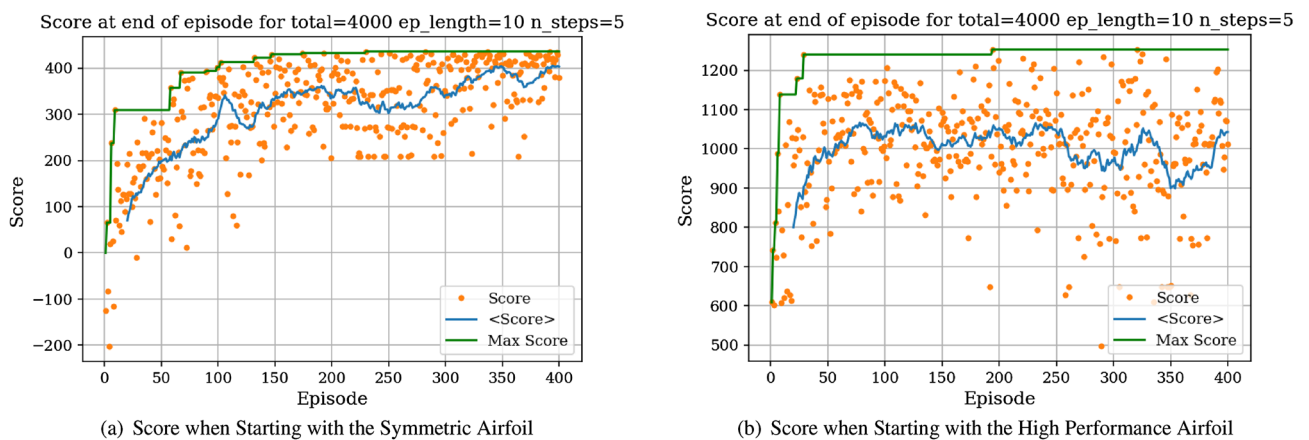 Score at end of episode for total=4000 ep_length=10 n_steps=5
400
300
200
100
0
−100
−200
Score
0 50 100 150 200 250 300 350 400
Episode
Score
<Score>
Max Score
(a) Score when Starting with the Symmetric Airfoil
Score at end of episode for total=4000 ep_length=10 n_steps=5
1200
1100
1000
900
800
700
600
500
Score
0 50 100 150 200 250 300 350 400
Episode
Score
<Score>
Max Score
(b) Score when Starting with the High Performance Airfoil